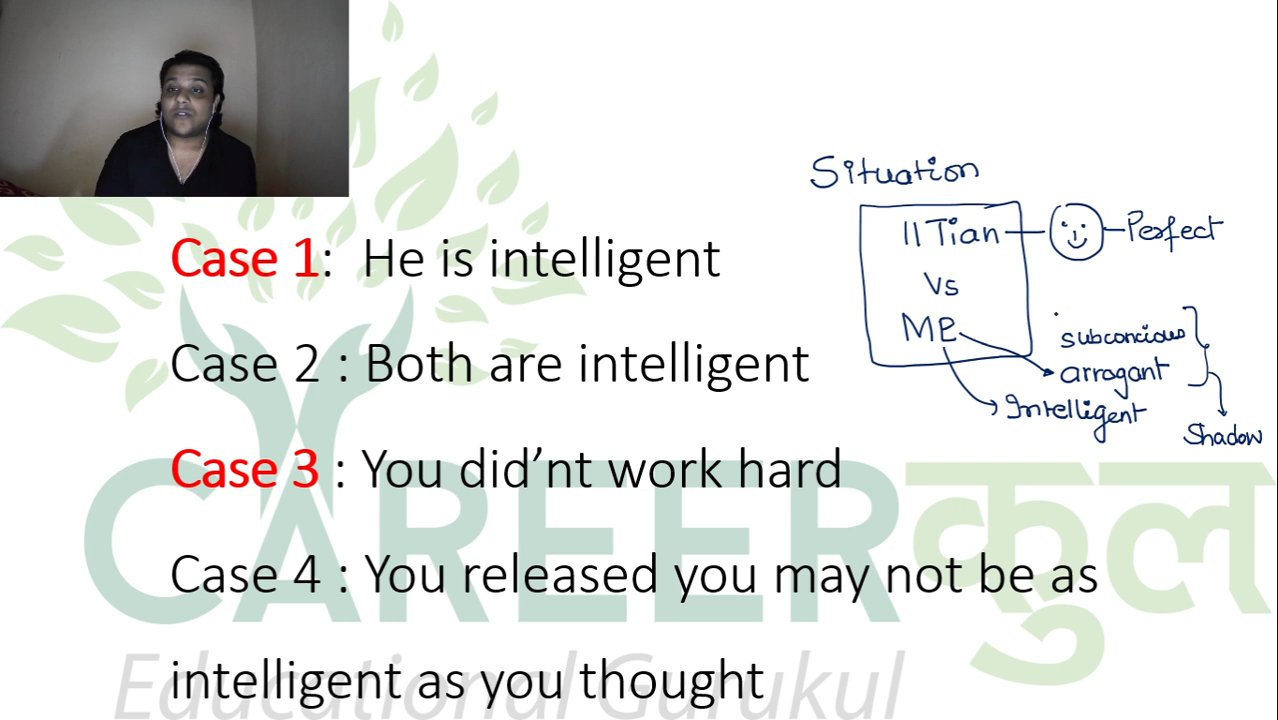 Situation
IITian
Perfect
Vs
ME
subconcious
arrogant
Intelligent
Shadow
Case 1: He is intelligent
Case 2 : Both are intelligent
Case 3 : You did’nt work hard
Case 4 : You released you may not be as
intelligent as you thought
CAREERकुल
Educational Gurukul